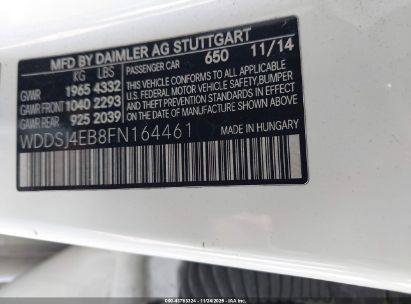 MFD BY DAIMLER AG STUTTGART
KG LBS
PASSENGER CAR 650 11/14
GVWR 1965 4332
GAWR FRONT 1040 2293
GAWR REAR 925 2039
THIS VEHICLE CONFORMS TO ALL APPLICABLE
U.S. FEDERAL MOTOR VEHICLE SAFETY, BUMPER
AND THEFT PREVENTION STANDARDS IN EFFECT
ON THE DATE OF MANUFACTURE SHOWN ABOVE
WDDSJ4EB8FN164461
MADE IN HUNGARY